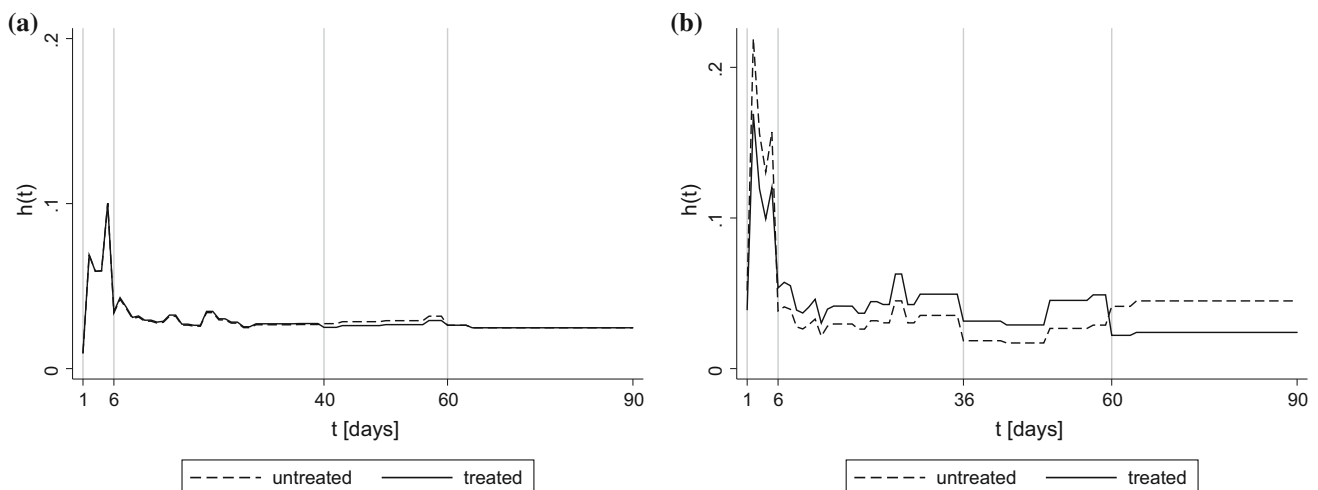 (a)
.2
.1
0
h(t)
1 6 40 60 90
t [days]
untreated treated
(b)
.2
.1
0
h(t)
1 6 36 60 90
t [days]
untreated treated